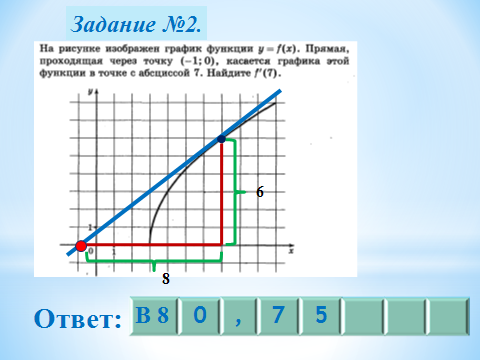 Задание №2.
На рисунке изображен график функции y = f(x). Прямая,
проходящая через точку (−1; 0), касается графика этой
функции в точке с абсциссой 7. Найдите f′(7).
y
6
1
0 1 x
8
Ответ: В 8 0 , 7 5